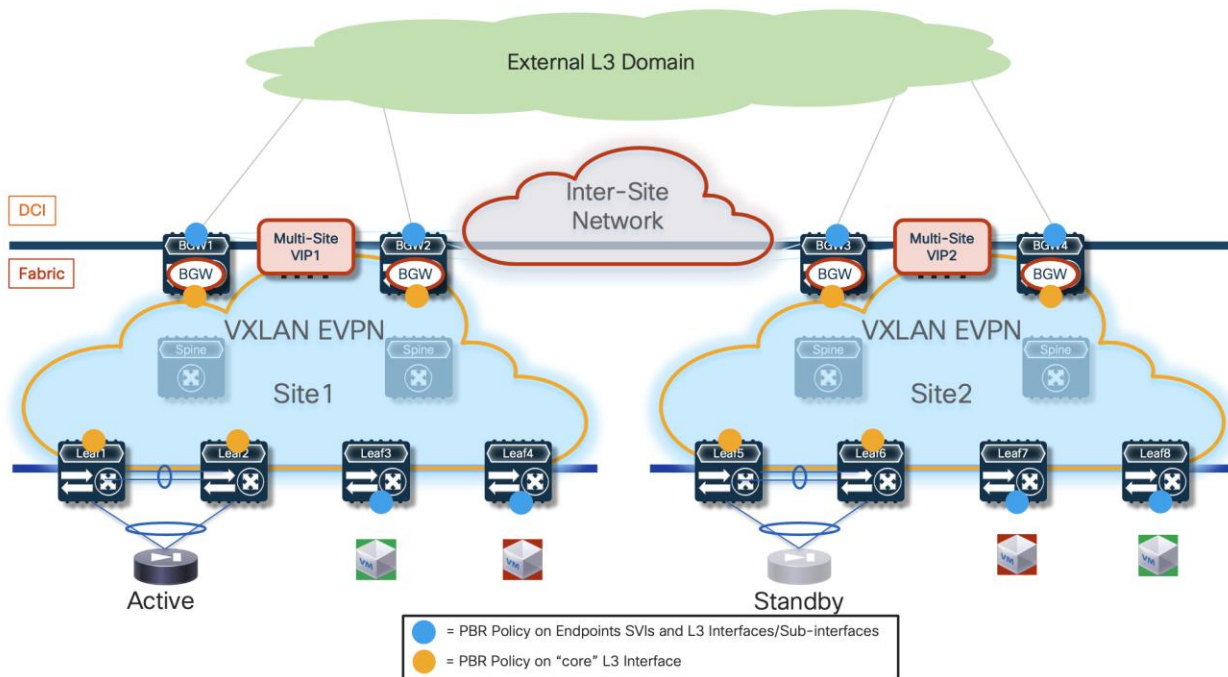 External L3 Domain
Inter-Site
Network
DCI
Fabric
BGW1
BGW
Multi-Site
VIP1
BGW2
BGW
BGW3
BGW
Multi-Site
VIP2
BGW4
BGW
VXLAN EVPN
Spine
Spine
Site1
VXLAN EVPN
Spine
Spine
Site2
Leaf1
Leaf2
Leaf3
Leaf4
Leaf5
Leaf6
Leaf7
Leaf8
VM
VM
VM
VM
Active
Standby
= PBR Policy on Endpoints SVIs and L3 Interfaces/Sub-interfaces
= PBR Policy on “core” L3 Interface